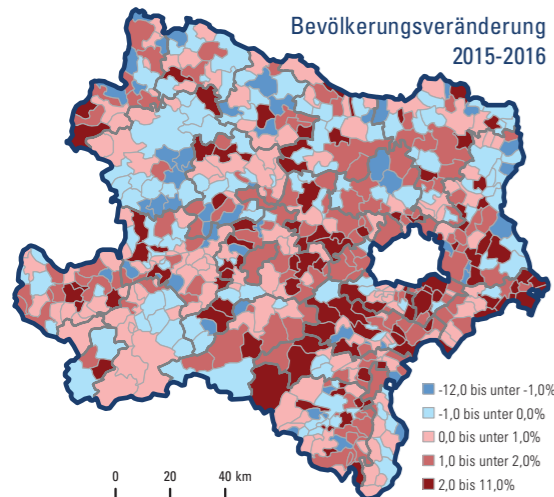 Bevölkerungsveränderung
2015-2016
-12,0 bis unter -1,0%
-1,0 bis unter 0,0%
0,0 bis unter 1,0%
1,0 bis unter 2,0%
2,0 bis 11,0%
0 20 40 km